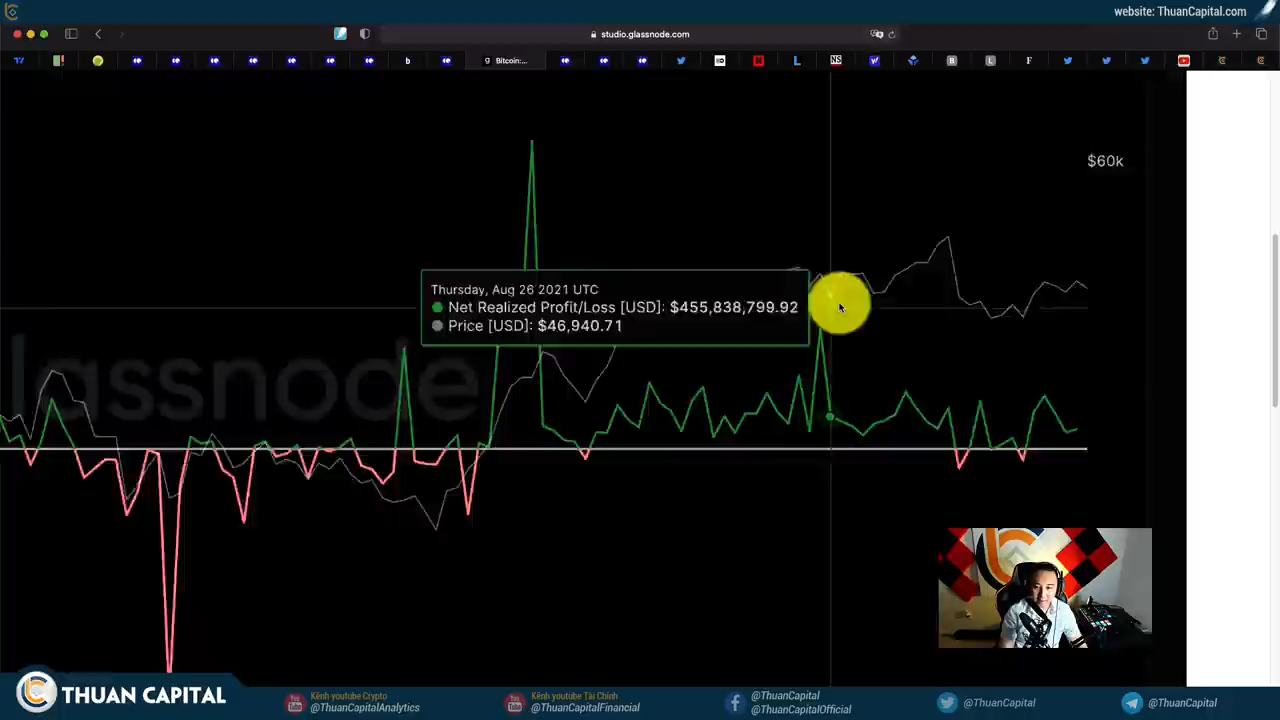 website: ThuanCapital.com
studio.glassnode.com
Bitcoin:...
$60k
Thursday, Aug 26 2021 UTC
Net Realized Profit/Loss [USD]: $455,838,799.92
Price [USD]: $46,940.71
lassnode
THUAN CAPITAL
Kênh youtube Crypto
@ThuanCapitalAnalytics
Kênh youtube Tài Chính
@ThuanCapitalFinancial
@ThuanCapital
@ThuanCapitalOfficial
@ThuanCapital
@ThuanCapital